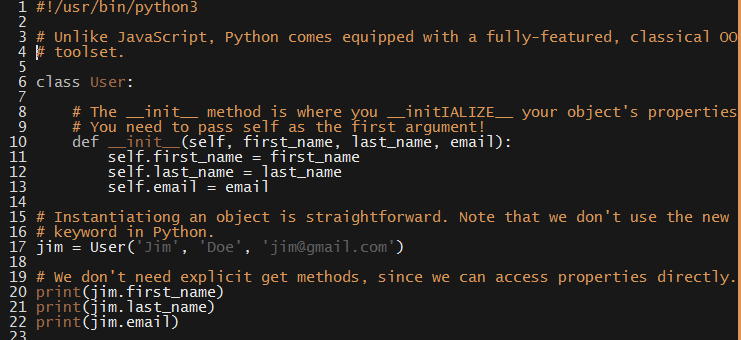 1 #!/usr/bin/python3
2
3 # Unlike JavaScript, Python comes equipped with a fully-featured, classical OO
4 # toolset.
5
6 class User:
7
8     # The __init__ method is where you __initIALIZE__ your object's properties
9     # You need to pass self as the first argument!
10     def __init__(self, first_name, last_name, email):
11         self.first_name = first_name
12         self.last_name = last_name
13         self.email = email
14
15 # Instantiationg an object is straightforward. Note that we don't use the new
16 # keyword in Python.
17 jim = User('Jim', 'Doe', 'jim@gmail.com')
18
19 # We don't need explicit get methods, since we can access properties directly.
20 print(jim.first_name)
21 print(jim.last_name)
22 print(jim.email)
23